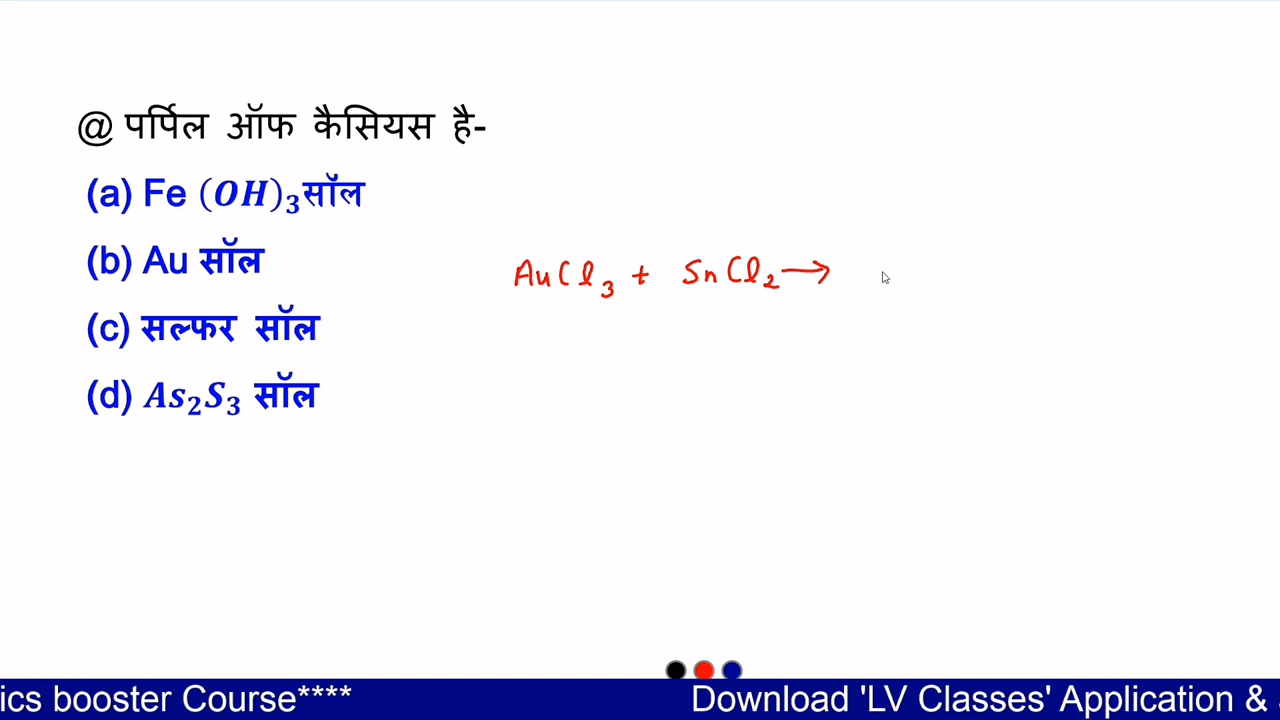 @ पर्पिल ऑफ कैसियस है-
(a) Fe (OH)₃सॉल
(b) Au सॉल
AuCl₃ + SnCl₂→
(c) सल्फर सॉल
(d) As₂S₃ सॉल
ics booster Course**** Download 'LV Classes' Application &